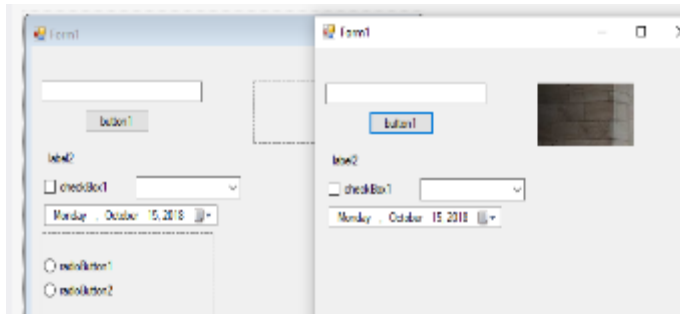 Form1
button1
label2
checkBox1
Monday , October 15, 2018
radioButton1
radioButton2
Form1
button1
label2
checkBox1
Monday , October 15, 2018